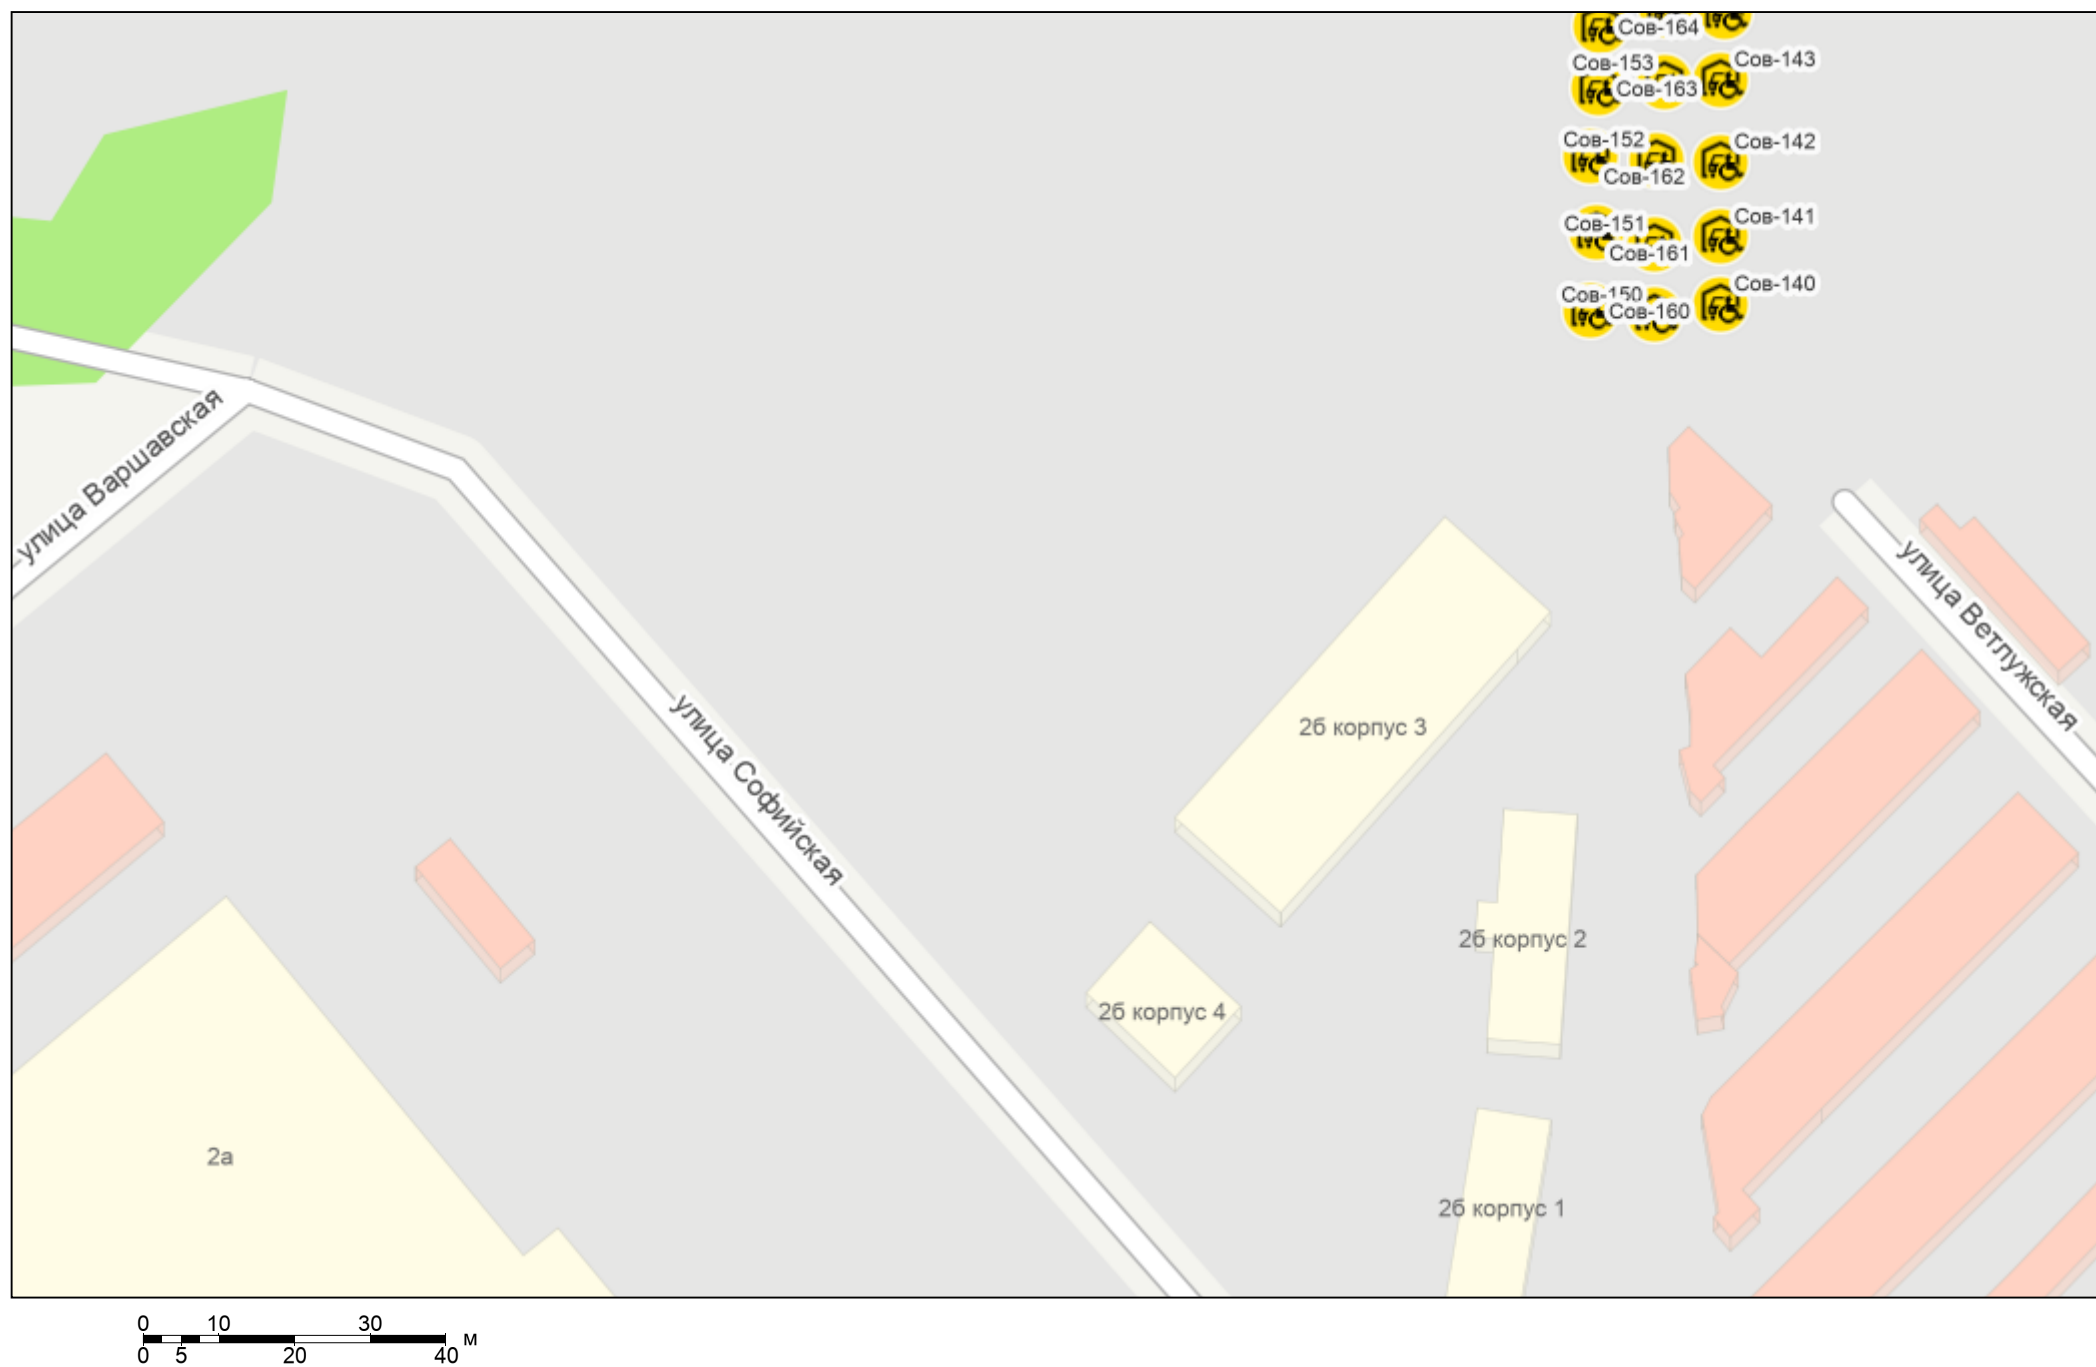 Сов-164
Сов-153
Сов-143
Сов-163
Сов-152
Сов-142
Сов-162
Сов-151
Сов-141
Сов-161
Сов-150
Сов-140
Сов-160
улица Варшавская
улица Ветлужская
улица Софийская
2б корпус 3
2б корпус 2
2б корпус 4
2а
2б корпус 1
0 10 30
м
0 5 20 40